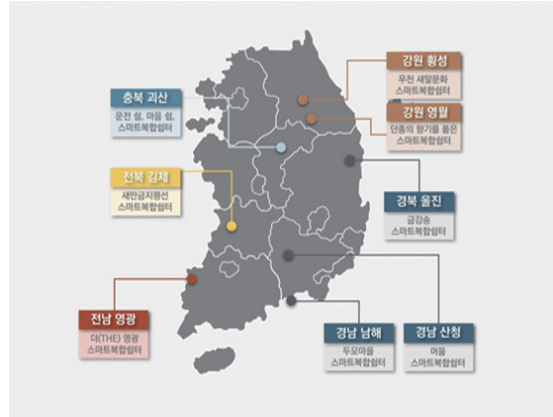 강원 횡성
우천 새말문화
스마트복합쉼터
충북 괴산
운전 쉼, 마음 쉼,
스마트복합쉼터
강원 영월
단종의 향기를 품은
스마트복합쉼터
전북 김제
새만금지평선
스마트복합쉼터
경북 울진
금강송
스마트복합쉼터
전남 영광
더(THE) 영광
스마트복합쉼터
경남 남해
두모마을
스마트복합쉼터
경남 산청
스마트복합쉼터